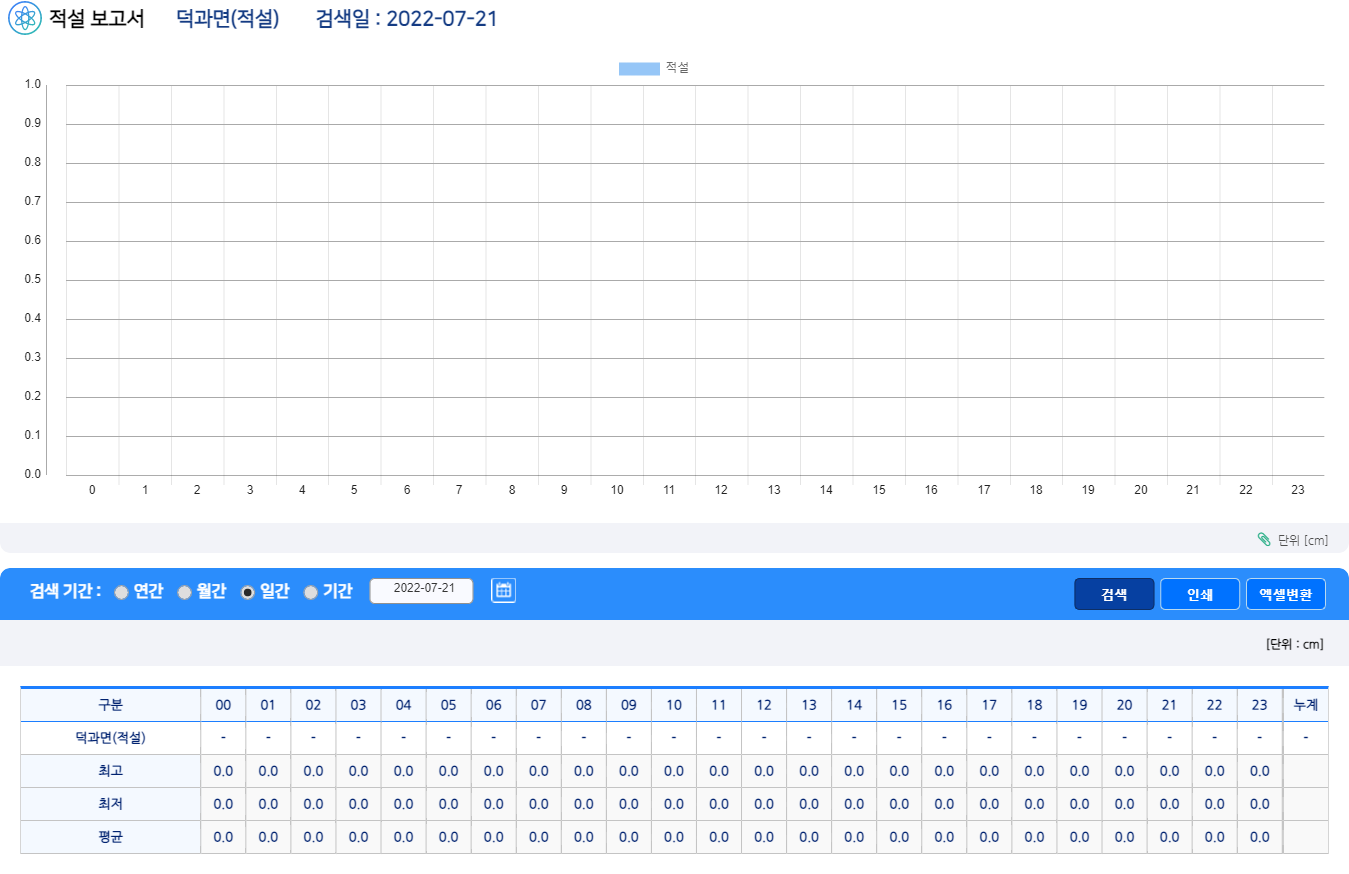 적설 보고서 덕과면(적설) 검색일 : 2022-07-21
적설
1.0
0.9
0.8
0.7
0.6
0.5
0.4
0.3
0.2
0.1
0.0
0 1 2 3 4 5 6 7 8 9 10 11 12 13 14 15 16 17 18 19 20 21 22 23
단위 [cm]
검색 기간 : 연간 월간 일간 기간 2022-07-21 검색 인쇄 엑셀변환
[단위 : cm]
구분 00 01 02 03 04 05 06 07 08 09 10 11 12 13 14 15 16 17 18 19 20 21 22 23 누계
덕과면(적설) - - - - - - - - - - - - - - - - - - - - - - - - -
최고 0.0 0.0 0.0 0.0 0.0 0.0 0.0 0.0 0.0 0.0 0.0 0.0 0.0 0.0 0.0 0.0 0.0 0.0 0.0 0.0 0.0 0.0 0.0 0.0
최저 0.0 0.0 0.0 0.0 0.0 0.0 0.0 0.0 0.0 0.0 0.0 0.0 0.0 0.0 0.0 0.0 0.0 0.0 0.0 0.0 0.0 0.0 0.0 0.0
평균 0.0 0.0 0.0 0.0 0.0 0.0 0.0 0.0 0.0 0.0 0.0 0.0 0.0 0.0 0.0 0.0 0.0 0.0 0.0 0.0 0.0 0.0 0.0 0.0